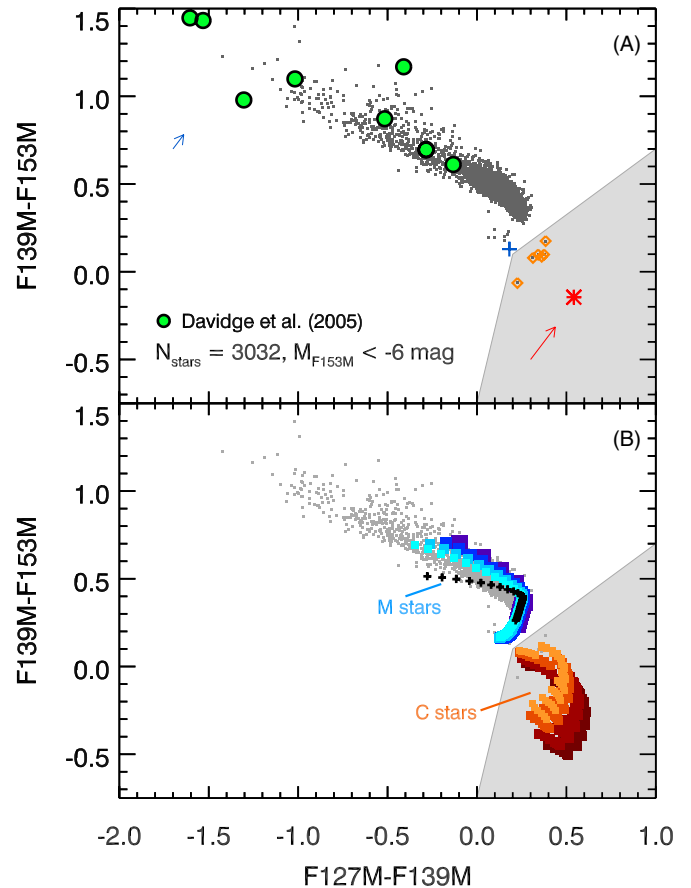 1.5
(A)
1.0
0.5
0.0
-0.5
F139M-F153M
Davidge et al. (2005)
N_stars = 3032, M_F153M < -6 mag
1.5
(B)
1.0
0.5
0.0
-0.5
F139M-F153M
M stars
C stars
-2.0 -1.5 -1.0 -0.5 0.0 0.5 1.0
F127M-F139M